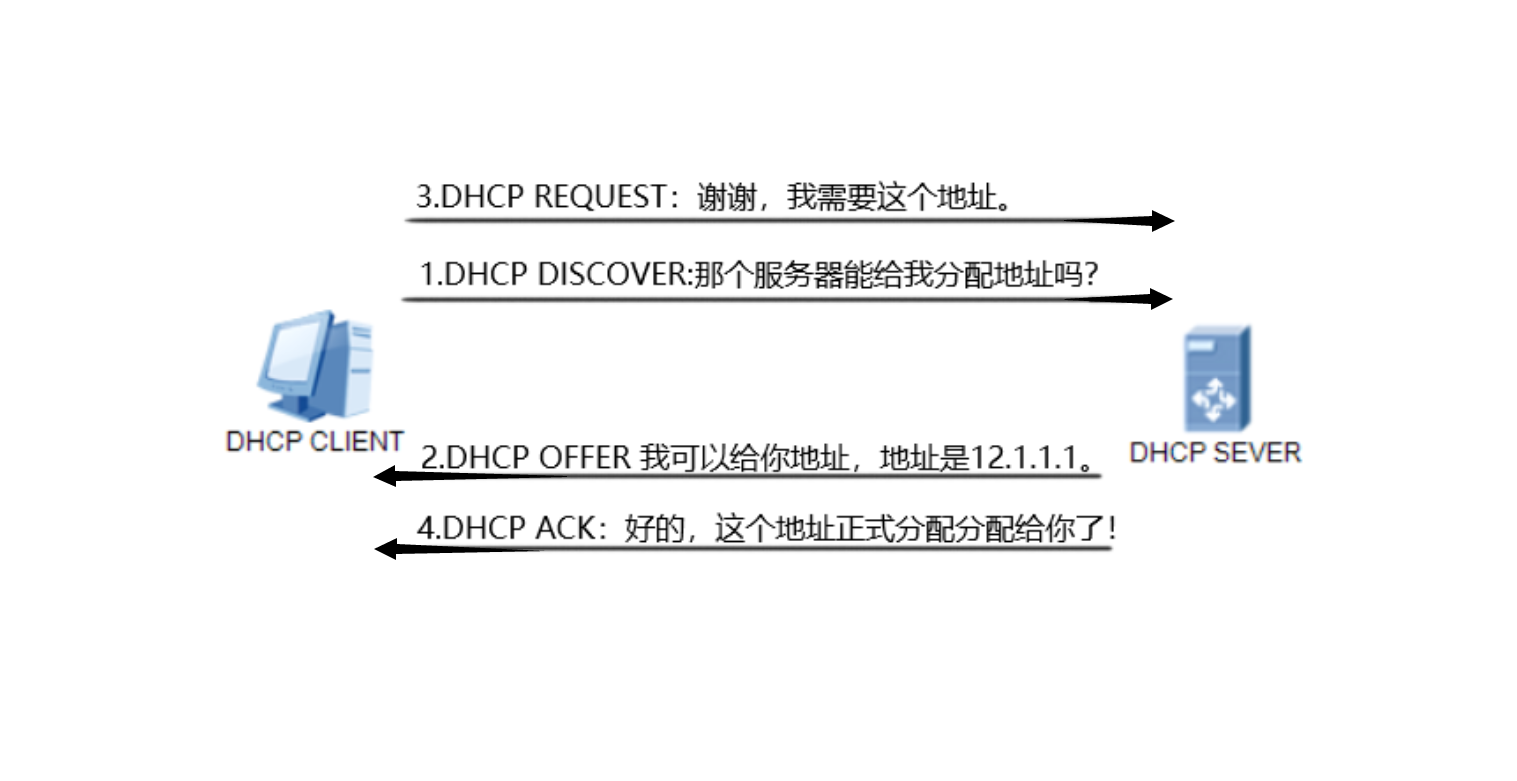 3.DHCP REQUEST：谢谢，我需要这个地址。
1.DHCP DISCOVER:那个服务器能给我分配地址吗？
DHCP CLIENT
DHCP SEVER
2.DHCP OFFER 我可以给你地址，地址是12.1.1.1。
4.DHCP ACK：好的，这个地址正式分配分配给你了！